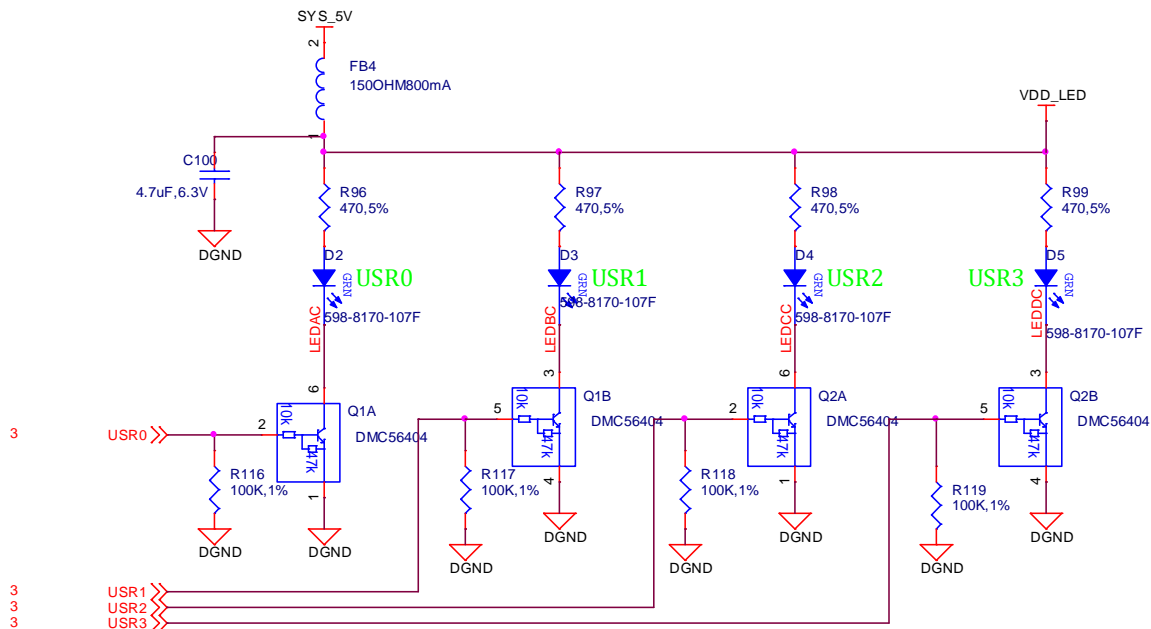 SYS_5V
2
FB4
150OHM800mA
1
VDD_LED
C100
4.7uF,6.3V
DGND
R96
470,5%
R97
470,5%
R98
470,5%
R99
470,5%
D2
GRN
USR0
598-8170-107F
LEDAC
D3
GRN
USR1
598-8170-107F
LEDBC
D4
GRN
USR2
598-8170-107F
LEDCC
USR3
D5
GRN
598-8170-107F
LEDDC
6
2
10k
47k
Q1A
DMC56404
1
3
5
10k
47k
Q1B
DMC56404
4
6
2
10k
47k
Q2A
DMC56404
1
3
5
10k
47k
Q2B
DMC56404
4
3
USR0
R116
100K,1%
R117
100K,1%
R118
100K,1%
R119
100K,1%
DGND
DGND
DGND
DGND
DGND
DGND
DGND
DGND
3
USR1
3
USR2
3
USR3